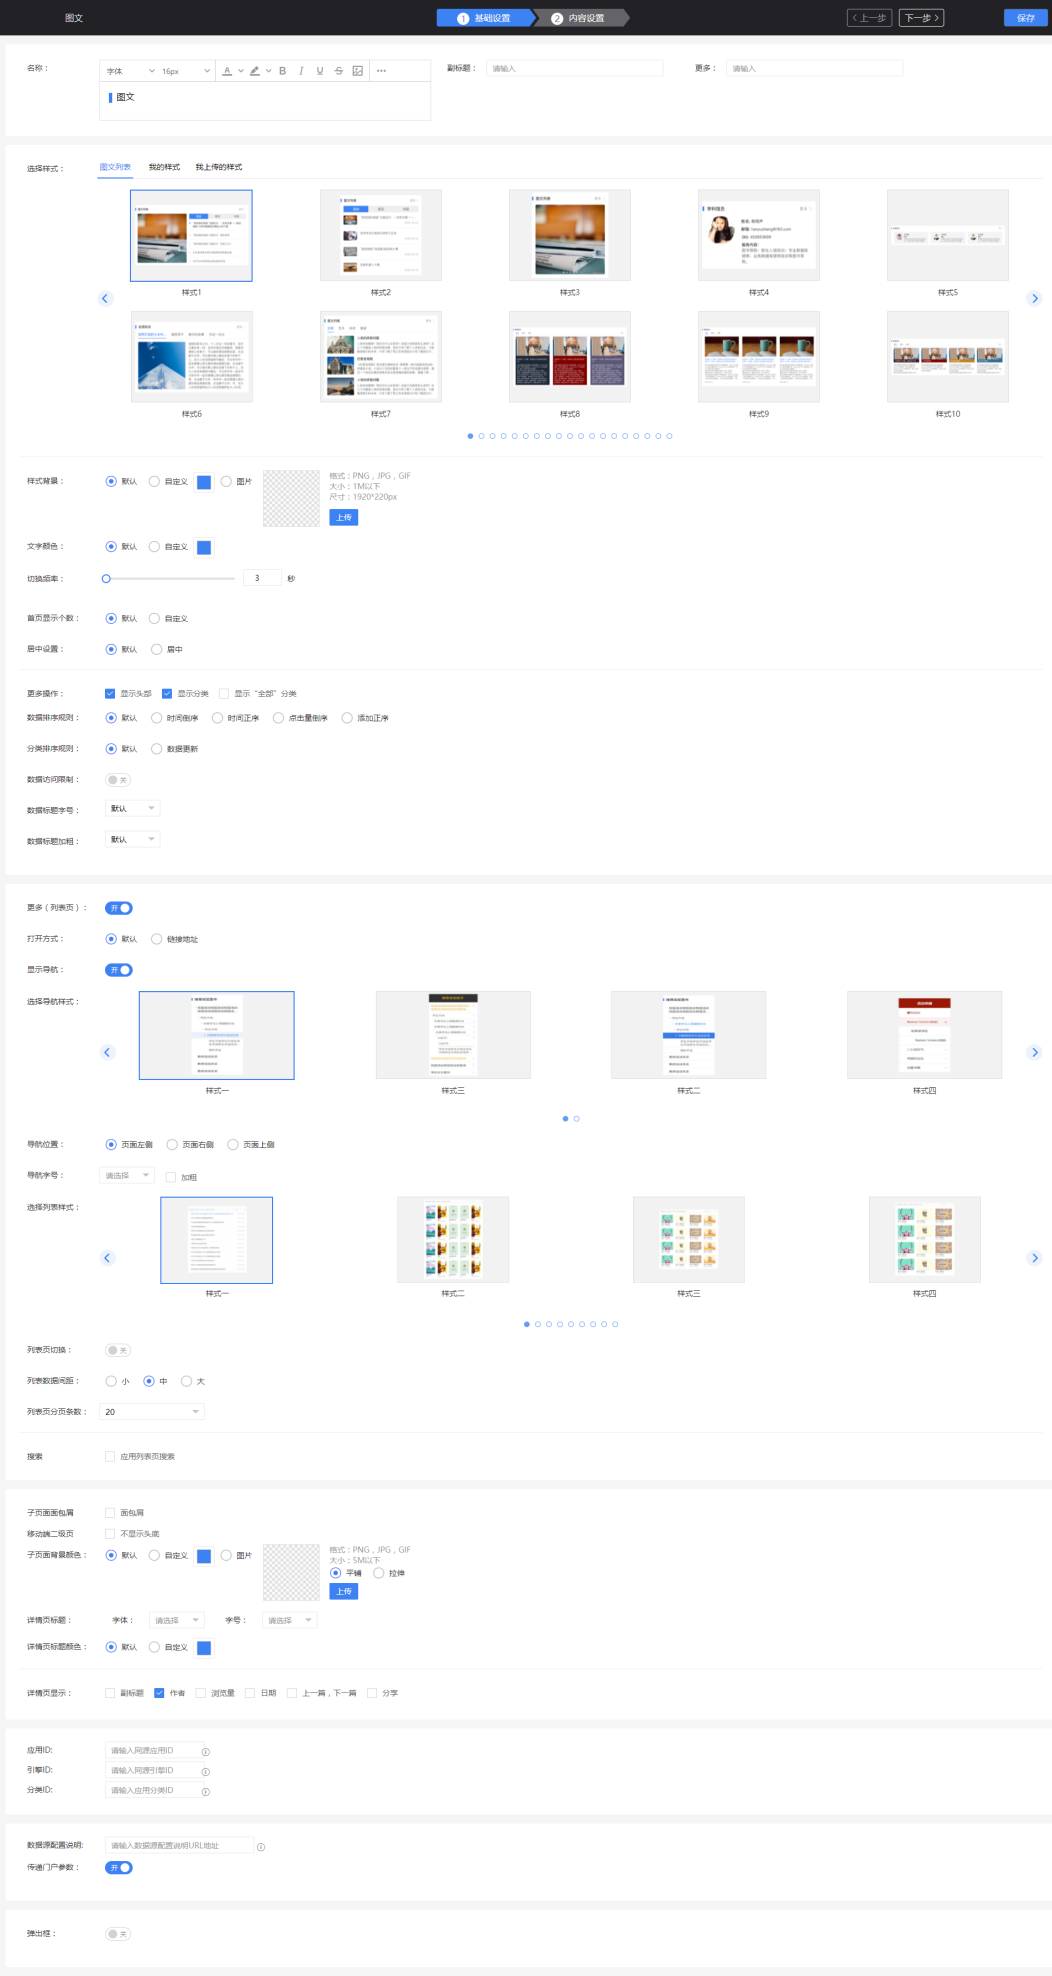 图文
1 基础设置
2 内容设置
上一步
下一步
保存
名称：
字体
16px
图文
副标题：
请输入
更多：
请输入
选择样式：
图文列表 我的样式 我上传的样式
样式1
样式2
样式3
样式4
样式5
样式6
样式7
样式8
样式9
样式10
样式背景：
默认 自定义 图片
格式：PNG，JPG，GIF
大小：1M以下
尺寸：1920*220px
上传
文字颜色：
默认 自定义
切换频率：
3 秒
首页显示个数：
默认 自定义
居中设置：
默认 居中
更多操作：
显示头部 显示分类 显示“全部”分类
数据排序规则：
默认 时间倒序 时间正序 点击量倒序 添加正序
分类排序规则：
默认 数据更新
数据访问限制：
关
数据标题字号：
默认
数据标题加粗：
默认
更多（列表页）：
开
打开方式：
默认 链接地址
显示导航：
开
选择导航样式：
样式一
样式三
样式二
样式四
导航位置：
页面左侧 页面右侧 页面上侧
导航字号：
请选择 加粗
选择列表样式：
样式一
样式二
样式三
样式四
列表页切换：
关
列表数据间距：
小 中 大
列表页分页条数：
20
搜索
应用列表页搜索
子页面面包屑
面包屑
移动端二级页
不显示头底
子页面背景颜色：
默认 自定义 图片
格式：PNG，JPG，GIF
大小：5M以下
平铺 拉伸
上传
详情页标题：
字体： 请选择 字号： 请选择
详情页标题颜色：
默认 自定义
详情页显示：
副标题 作者 浏览量 日期 上一篇，下一篇 分享
应用ID:
请输入同源应用ID
引擎ID:
请输入同源引擎ID
分类ID:
请输入应用分类ID
数据源配置说明:
请输入数据源配置说明URL地址
传递门户参数：
开
弹出框：
关